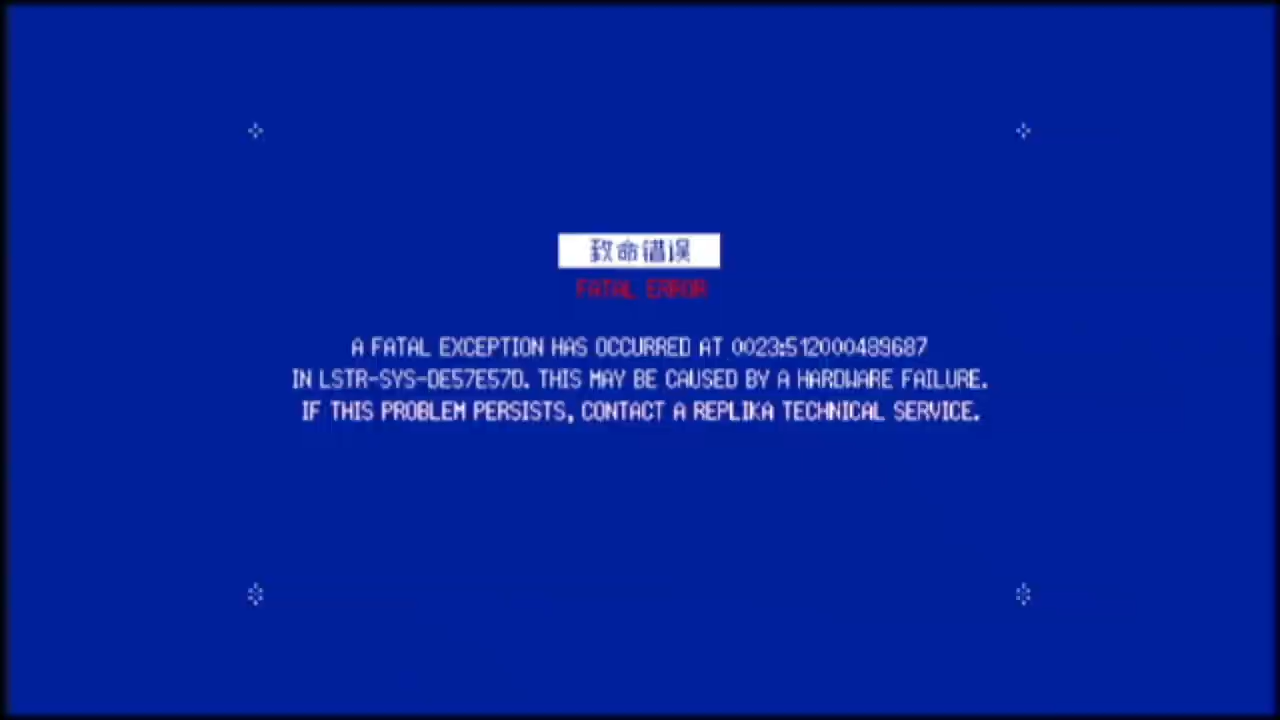 致命错误
FATAL ERROR
A FATAL EXCEPTION HAS OCCURRED AT 0023:512000489687
IN LSTR-SYS-DE57E57D. THIS MAY BE CAUSED BY A HARDWARE FAILURE.
IF THIS PROBLEM PERSISTS, CONTACT A REPLIKA TECHNICAL SERVICE.